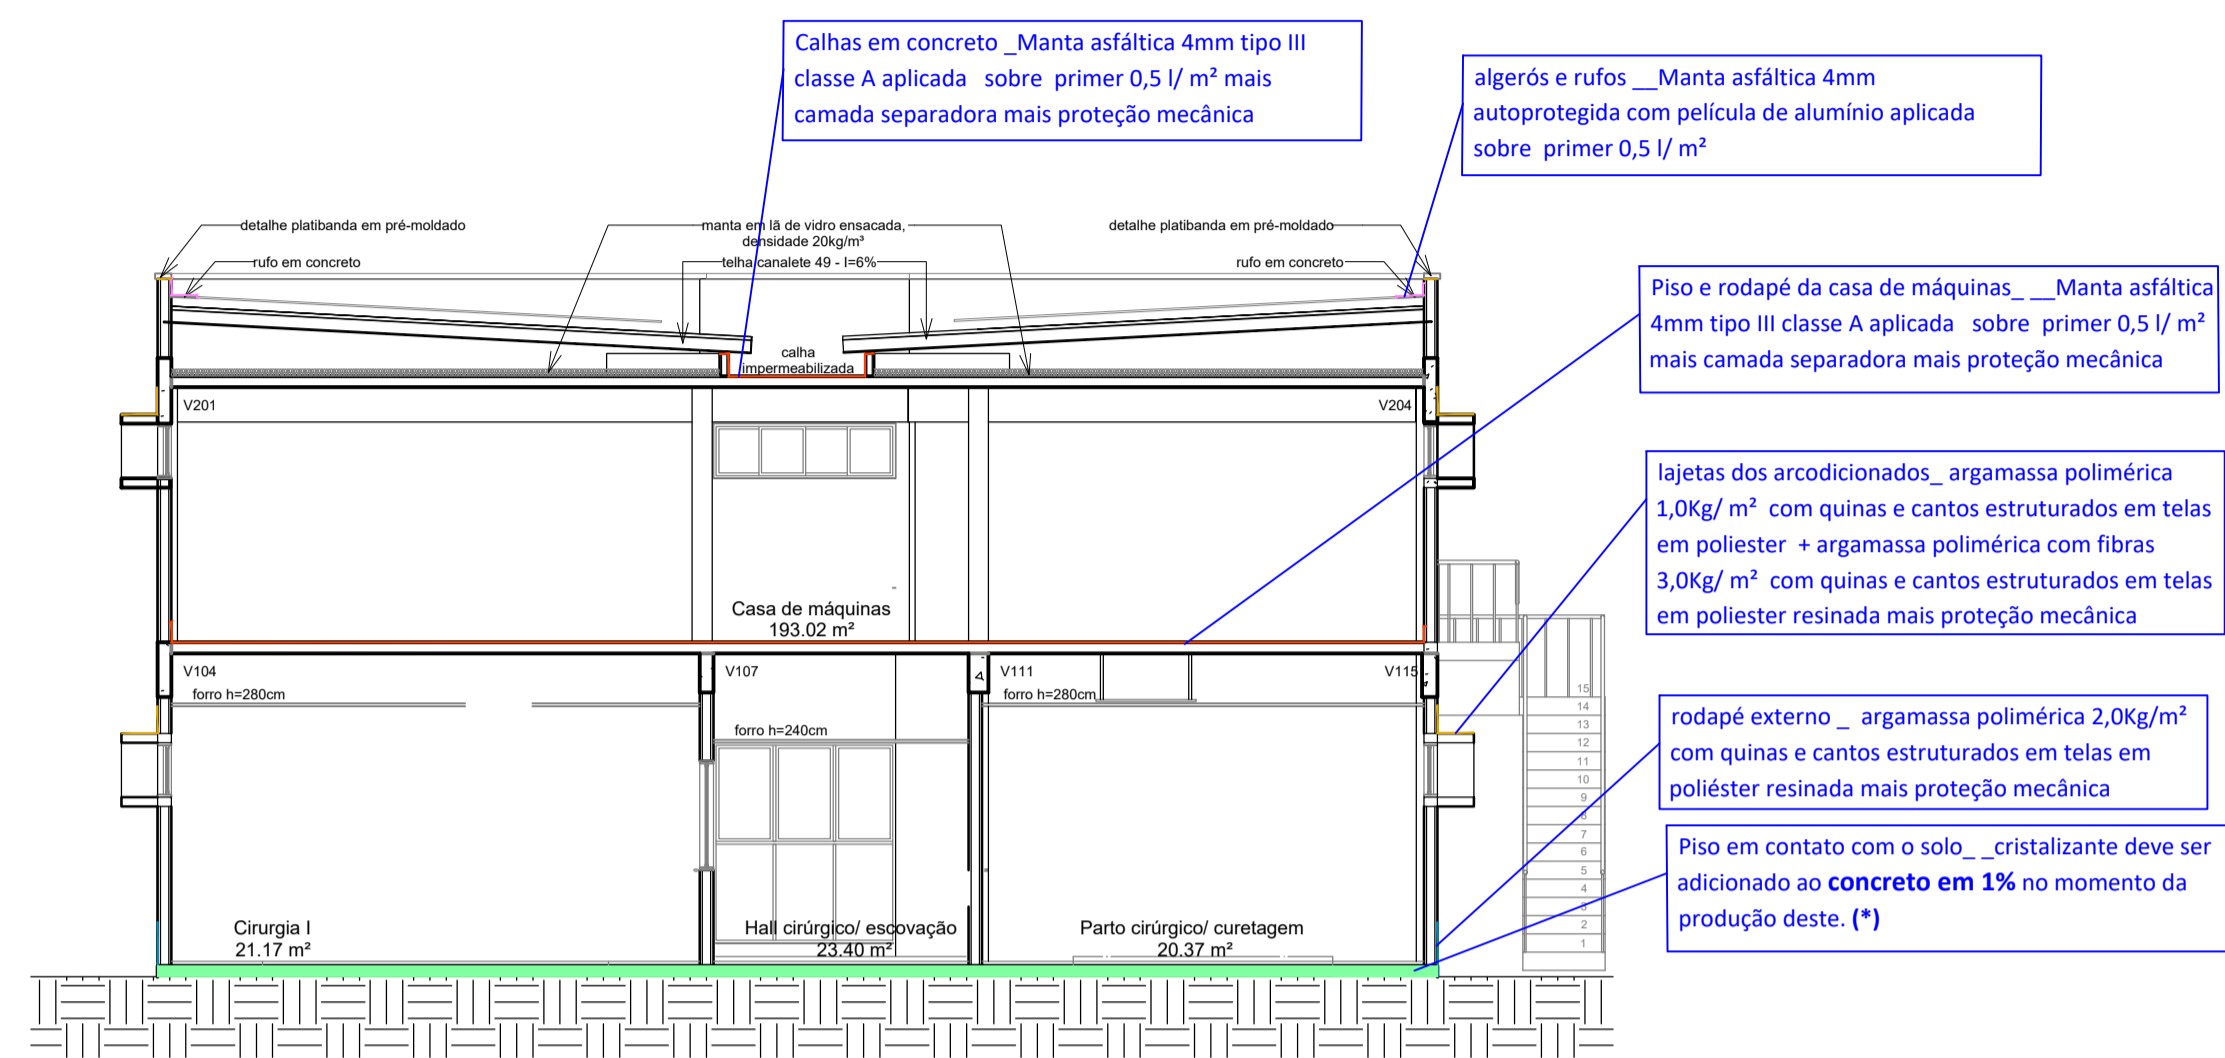 Calhas em concreto _Manta asfáltica 4mm tipo III
classe A aplicada sobre primer 0,5 l/ m² mais
camada separadora mais proteção mecânica
algerós e rufos __Manta asfáltica 4mm
autoprotegida com película de alumínio aplicada
sobre primer 0,5 l/ m²
detalhe platibanda em pré-moldado
manta em lã de vidro ensacada,
densidade 20kg/m³
detalhe platibanda em pré-moldado
rufo em concreto
telha canalete 49 - I=6%
rufo em concreto
Piso e rodapé da casa de máquinas_ __Manta asfáltica
4mm tipo III classe A aplicada sobre primer 0,5 l/ m²
mais camada separadora mais proteção mecânica
calha
impermeabilizada
V201
V204
lajetas dos arcodicionados_ argamassa polimérica
1,0Kg/ m² com quinas e cantos estruturados em telas
em poliester + argamassa polimérica com fibras
3,0Kg/ m² com quinas e cantos estruturados em telas
em poliester resinada mais proteção mecânica
Casa de máquinas
193.02 m²
V104
V107
V111
V115
forro h=280cm
forro h=280cm
forro h=240cm
rodapé externo _ argamassa polimérica 2,0Kg/m²
com quinas e cantos estruturados em telas em
poliéster resinada mais proteção mecânica
15
14
13
12
11
10
9
8
7
6
5
4
3
2
1
Piso em contato com o solo_ _cristalizante deve ser
adicionado ao concreto em 1% no momento da
produção deste. (*)
Cirurgia I
21.17 m²
Hall cirúrgico/ escovação
23.40 m²
Parto cirúrgico/ curetagem
20.37 m²